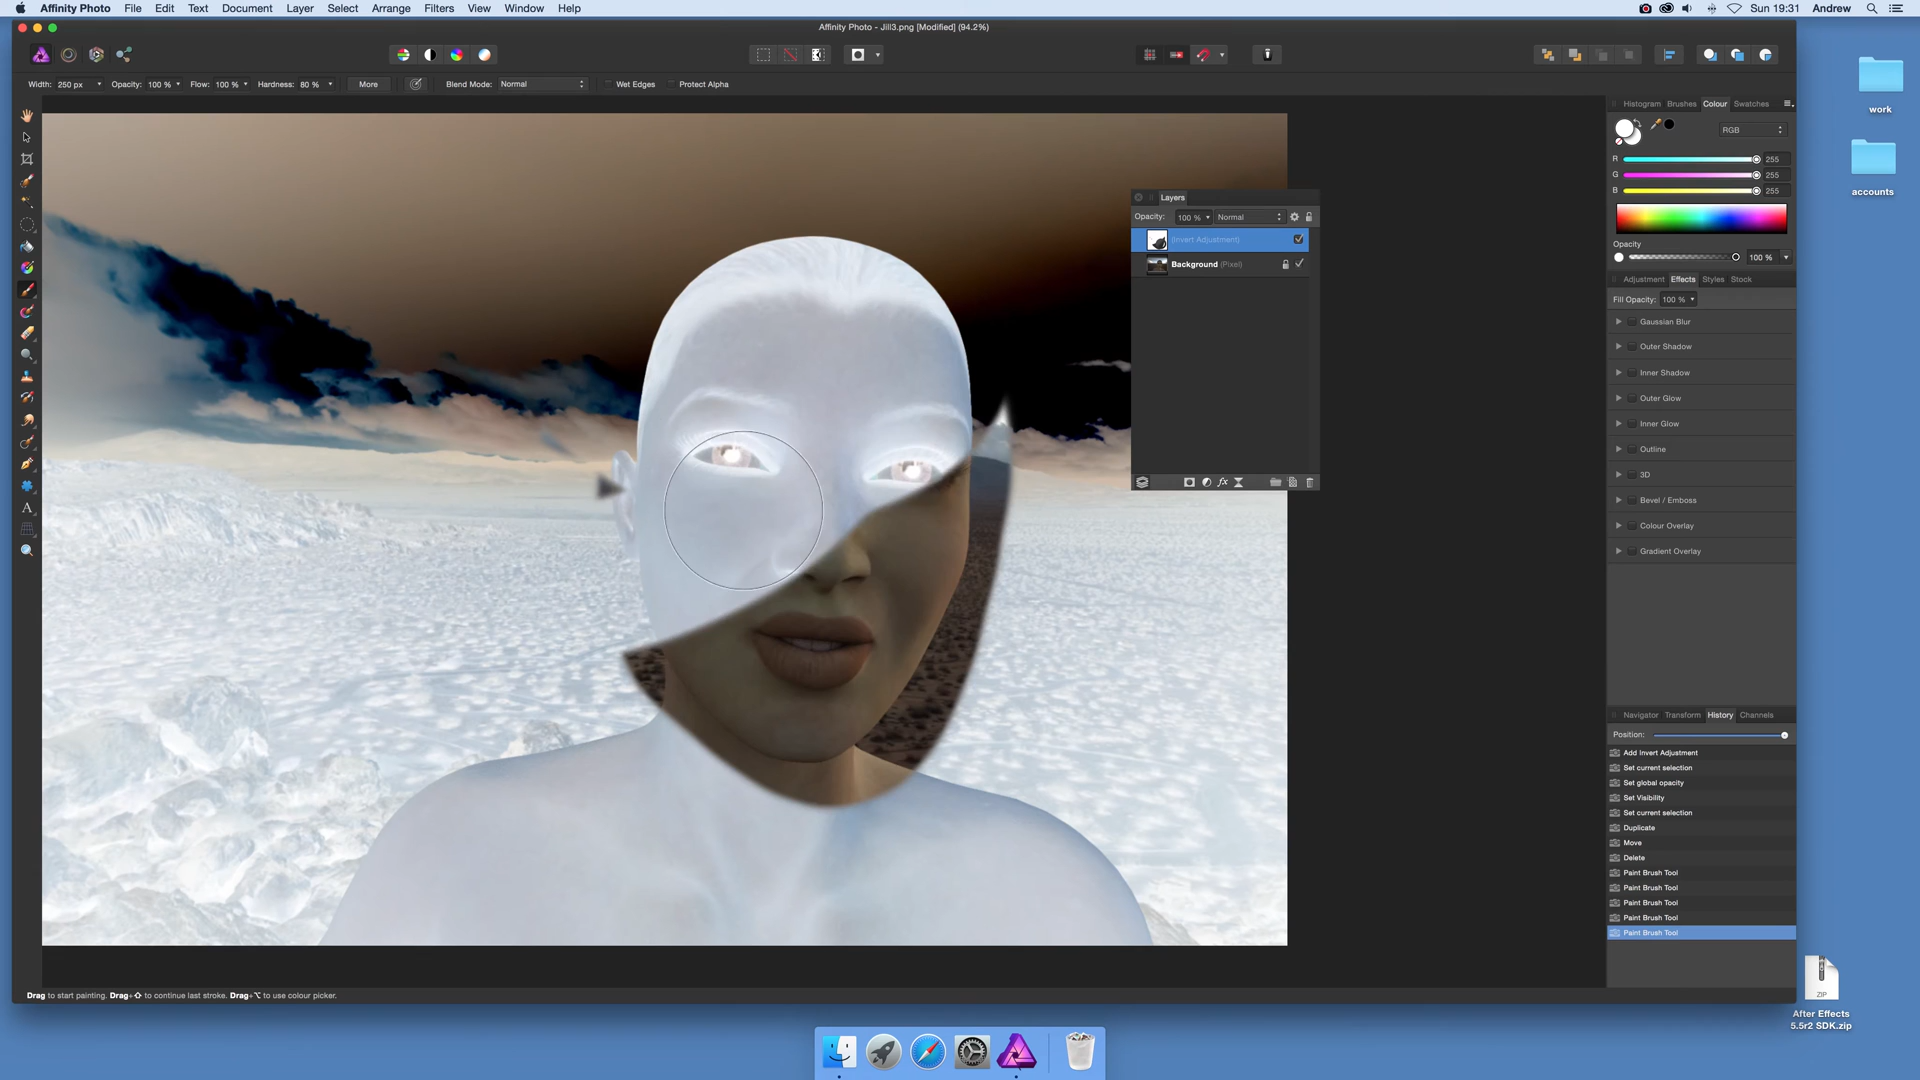 Affinity Photo File Edit Text Document Layer Select Arrange Filters View Window Help Sun 19:31 Andrew
Affinity Photo - Jill3.png [Modified] (94.2%)
Width: 250 px Opacity: 100 % Flow: 100 % Hardness: 80 % More Blend Mode: Normal Wet Edges Protect Alpha
Histogram Brushes Colour Swatches
RGB
R 255
G 255
B 255
Opacity
100 %
Layers
Opacity: 100 % Normal
(Invert Adjustment)
Background (Pixel)
fx
A
Adjustment Effects Styles Stock
Fill Opacity: 100 %
Gaussian Blur
Outer Shadow
Inner Shadow
Outer Glow
Inner Glow
Outline
3D
Bevel / Emboss
Colour Overlay
Gradient Overlay
Navigator Transform History Channels
Position:
Add Invert Adjustment
Set current selection
Set global opacity
Set Visibility
Set current selection
Duplicate
Move
Delete
Paint Brush Tool
Paint Brush Tool
Paint Brush Tool
Paint Brush Tool
Paint Brush Tool
Drag to start painting. Drag+⇧ to continue last stroke. Drag+⌥ to use colour picker.
work
accounts
ZIP
After Effects
5.5r2 SDK.zip